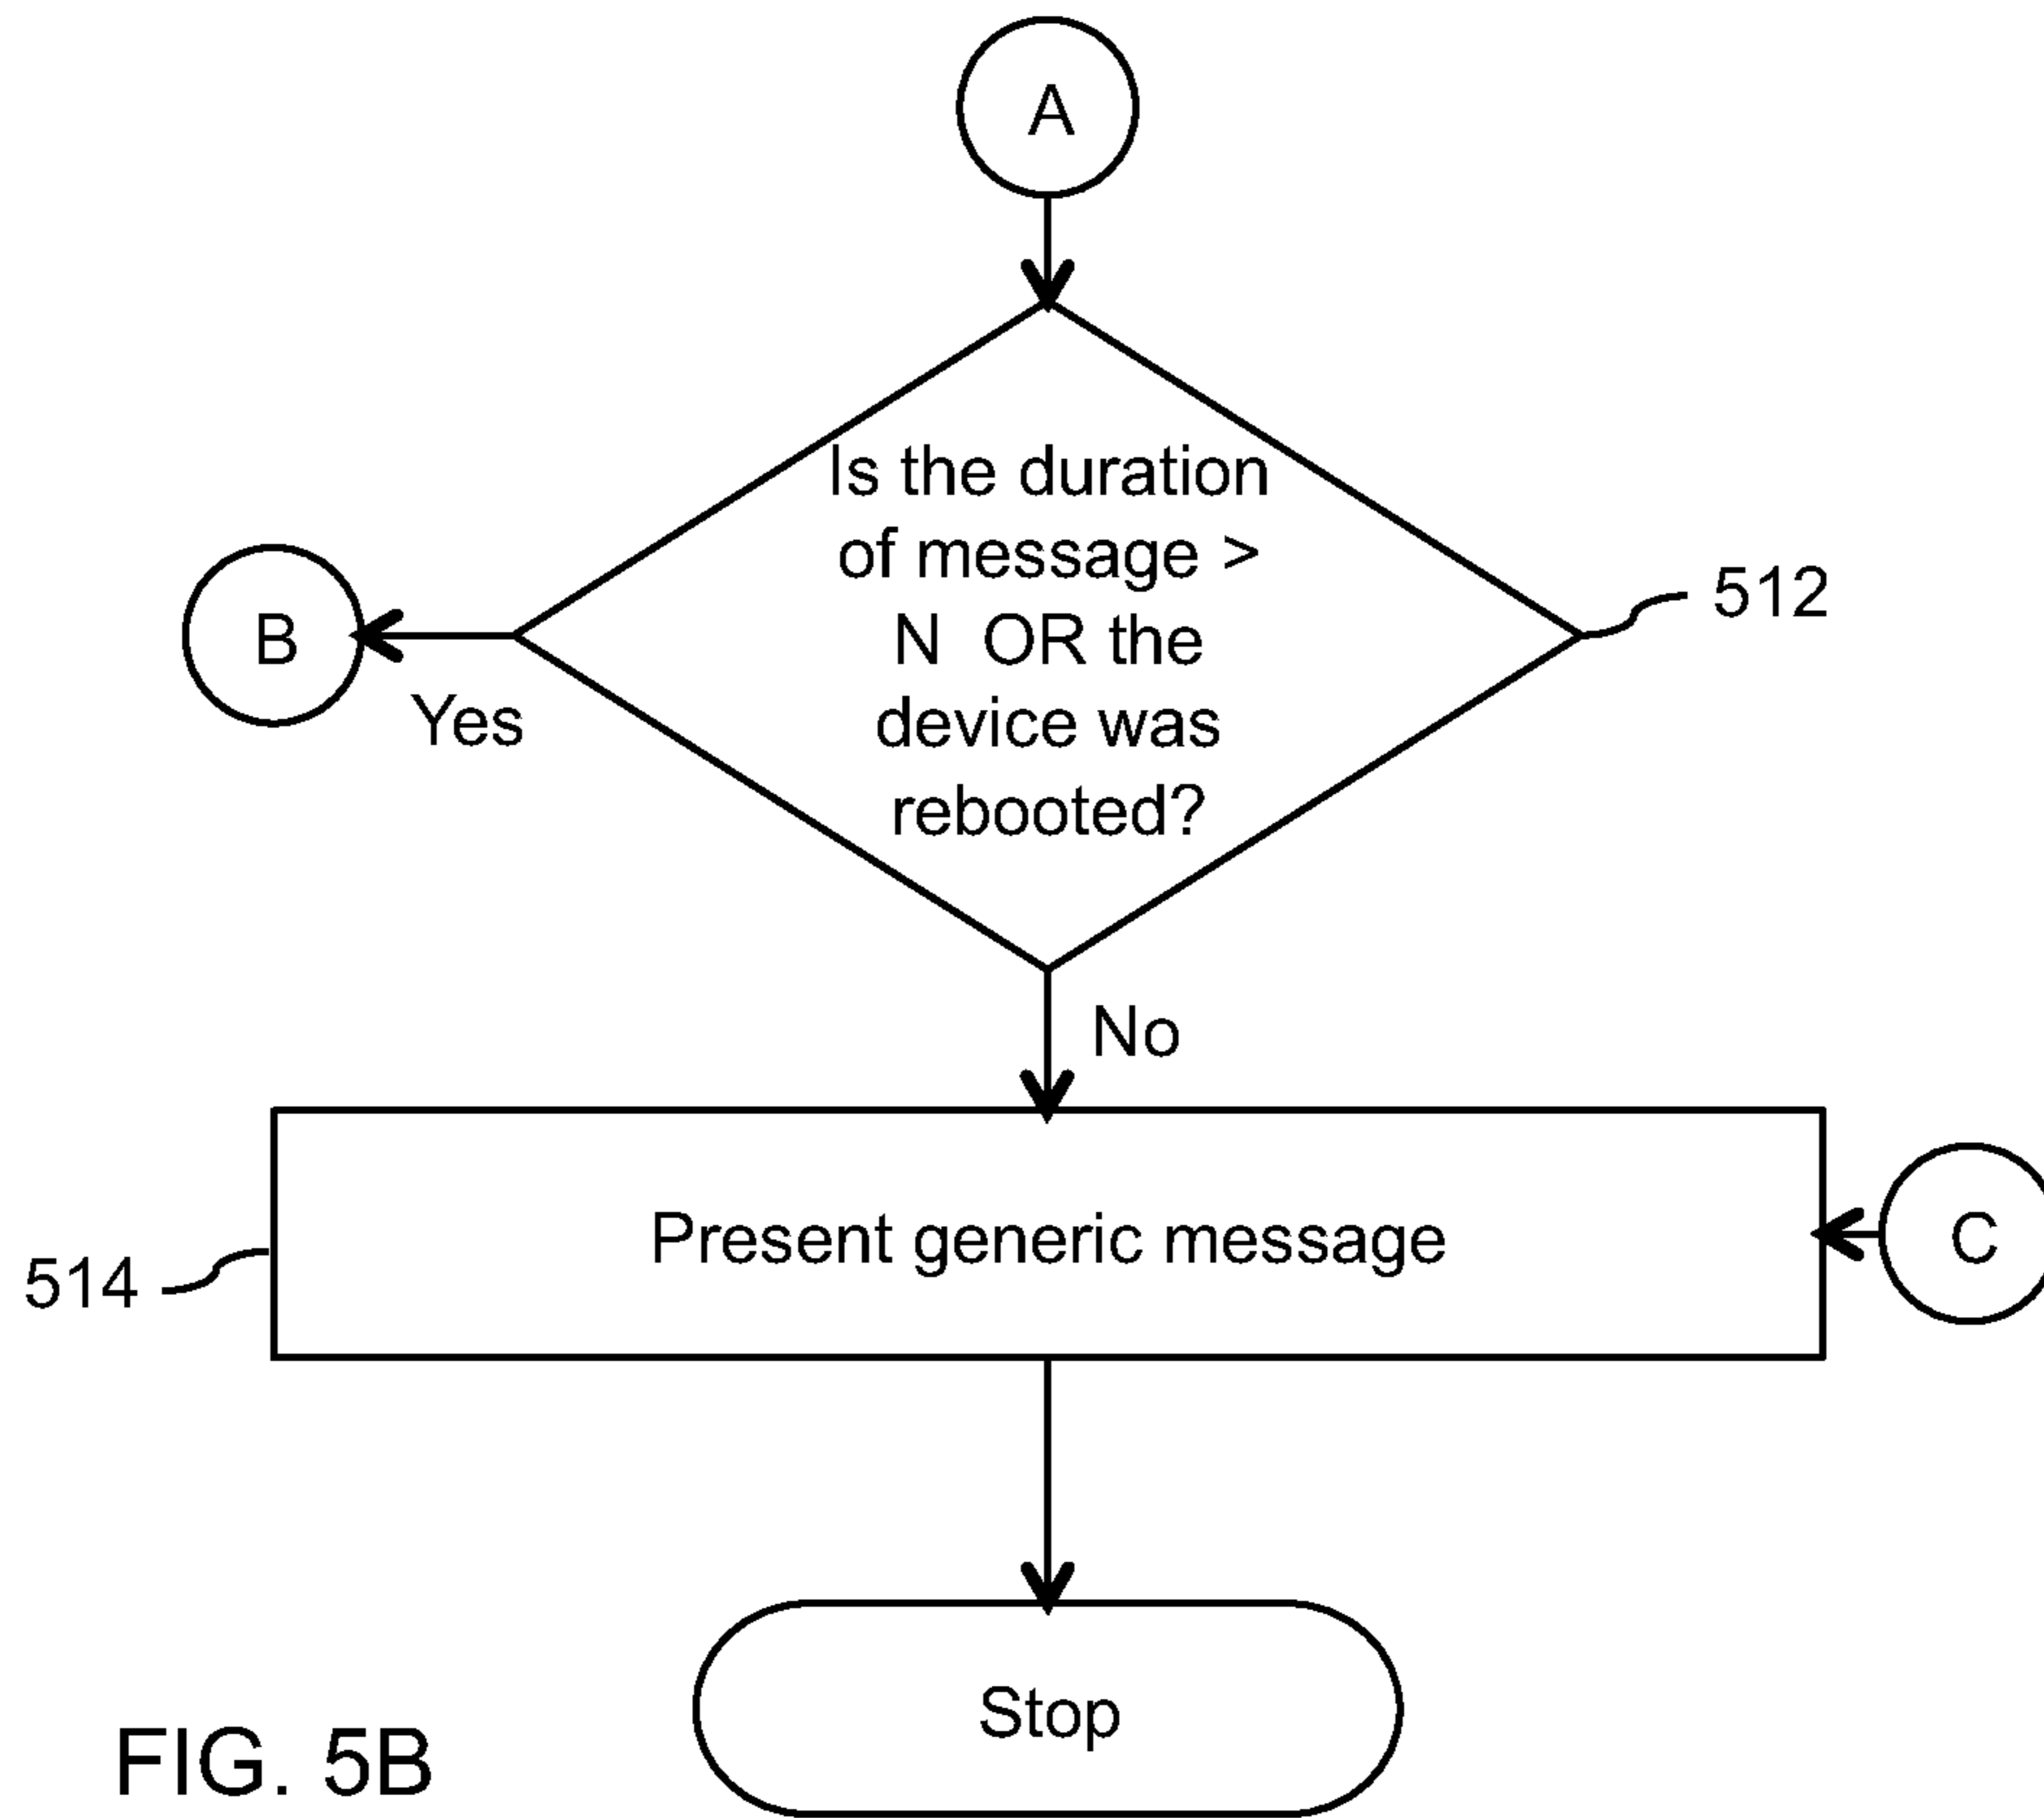 A
Is the duration
of message >
N OR the
device was
rebooted?
512
B
Yes
No
Present generic message
C
514
Stop
FIG. 5B